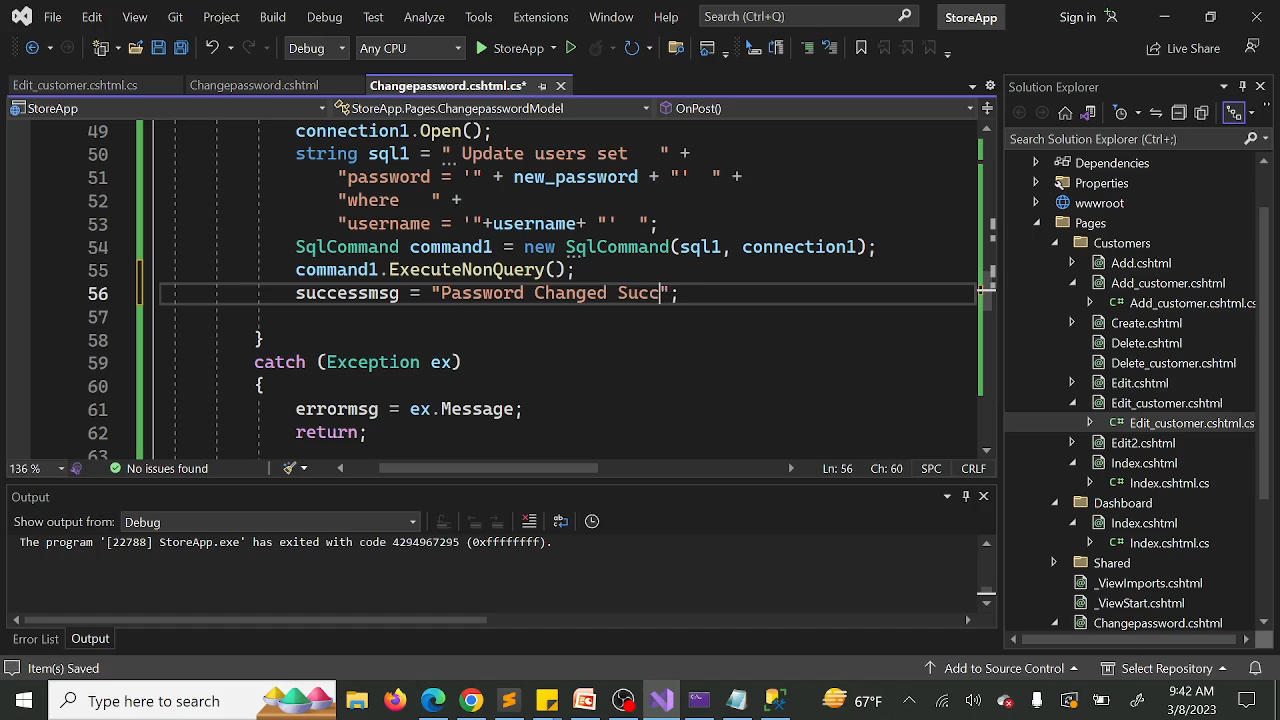 File Edit View Git Project Build Debug Test Analyze Tools Extensions Window Help Search (Ctrl+;) StoreApp Sign in
Debug Any CPU StoreApp Live Share
Edit_customer.cshtml.cs Changepassword.cshtml Changepassword.cshtml.cs*
StoreApp StoreApp.Pages.ChangepasswordModel OnPost()
49 connection1.Open();
50 string sql1 = " Update users set   " +
51 "password = '" + new_password + "'  " +
52 "where   " +
53 "username = '"+username+ "'  ";
54 SqlCommand command1 = new SqlCommand(sql1, connection1);
55 command1.ExecuteNonQuery();
56 successmsg = "Password Changed Succ";
57
58 }
59 catch (Exception ex)
60 {
61 errormsg = ex.Message;
62 return;
63
136 % No issues found Ln: 56 Ch: 60 SPC CRLF
Output
Show output from: Debug
The program '[22788] StoreApp.exe' has exited with code 4294967295 (0xffffffff).
Error List Output
Solution Explorer
Search Solution Explorer (Ctrl+;)
Dependencies
Properties
wwwroot
Pages
Customers
Add.cshtml
Add_customer.cshtml
Add_customer.cshtml.cs
Create.cshtml
Delete.cshtml
Delete_customer.cshtml
Edit.cshtml
Edit_customer.cshtml
Edit_customer.cshtml.cs
Edit2.cshtml
Index.cshtml
Index.cshtml.cs
Dashboard
Index.cshtml
Index.cshtml.cs
Shared
_ViewImports.cshtml
_ViewStart.cshtml
Changepassword.cshtml
Item(s) Saved Add to Source Control Select Repository
Type here to search 67°F 3:42 AM
3/8/2023